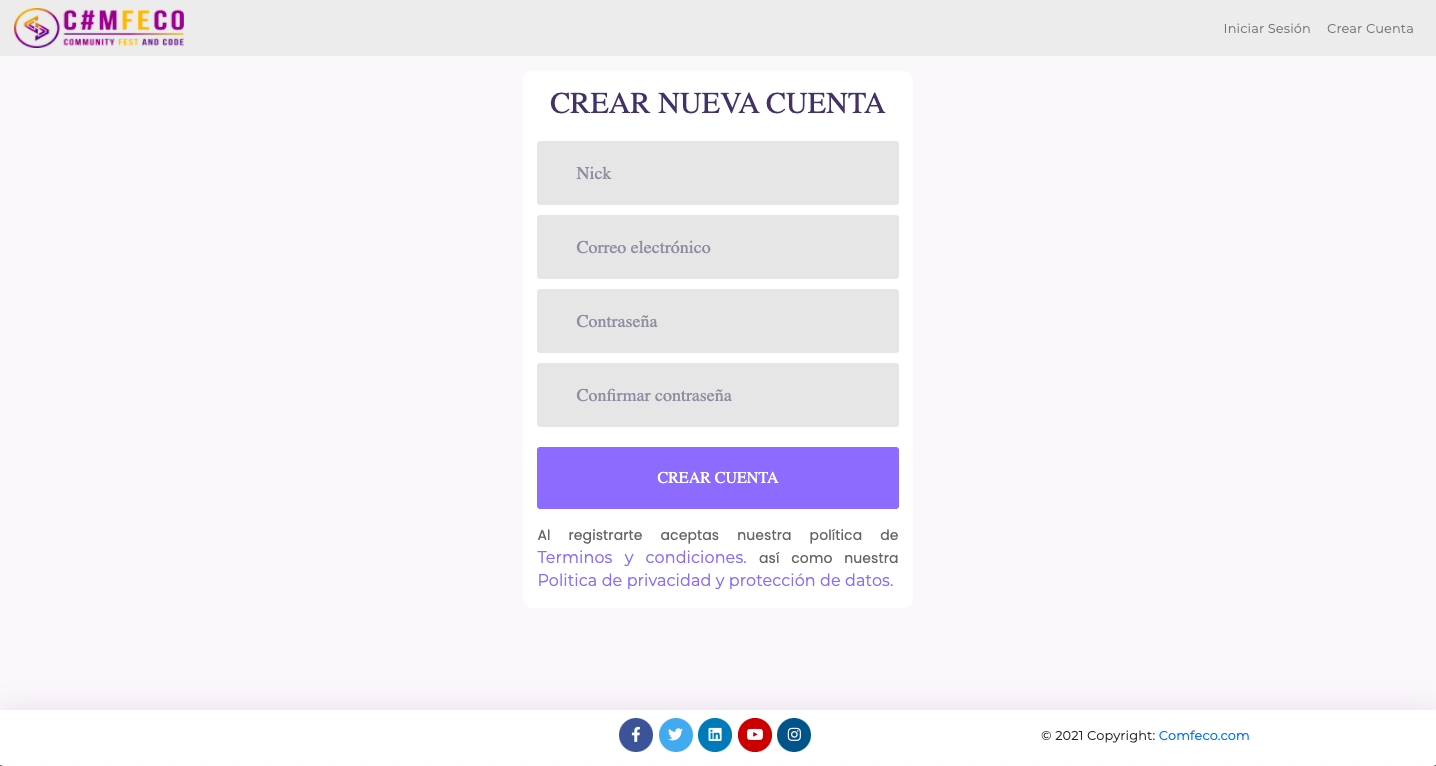 C#MFECO
COMMUNITY FEST AND CODE
Iniciar Sesión
Crear Cuenta
CREAR NUEVA CUENTA
Nick
Correo electrónico
Contraseña
Confirmar contraseña
CREAR CUENTA
Al registrarte aceptas nuestra política de
Terminos y condiciones. así como nuestra
Politica de privacidad y protección de datos.
© 2021 Copyright: Comfeco.com